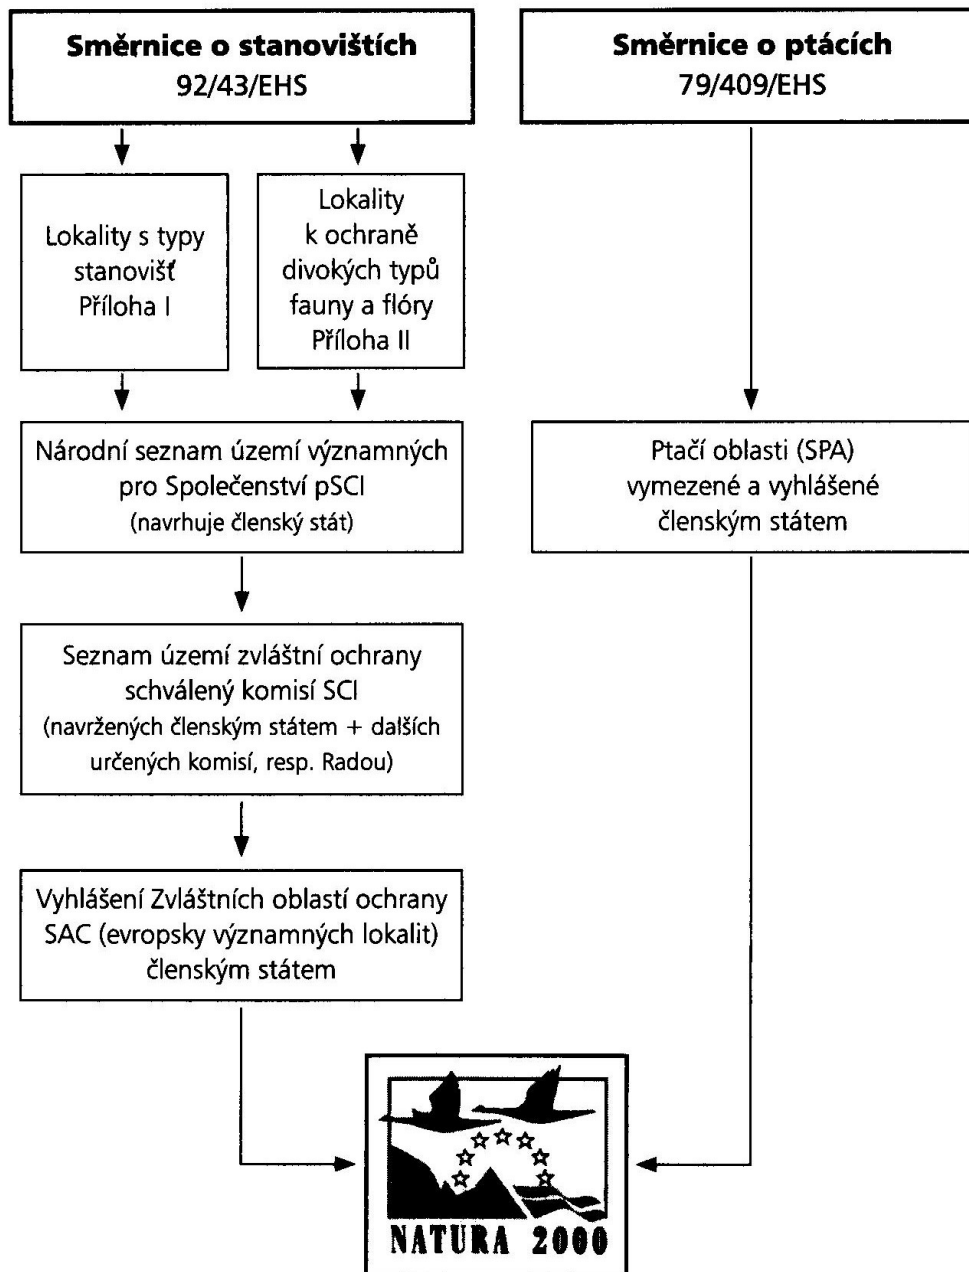 Směrnice o stanovištích
92/43/EHS
Směrnice o ptácích
79/409/EHS
Lokality s typy
stanovišť
Příloha I
Lokality
k ochraně
divokých typů
fauny a flóry
Příloha II
Národní seznam území významných
pro Společenství pSCI
(navrhuje členský stát)
Ptačí oblasti (SPA)
vymezené a vyhlášené
členským státem
Seznam území zvláštní ochrany
schválený komisí SCI
(navržených členským státem + dalších
určených komisí, resp. Radou)
Vyhlášení Zvláštních oblastí ochrany
SAC (evropsky významných lokalit)
členským státem
NATURA 2000